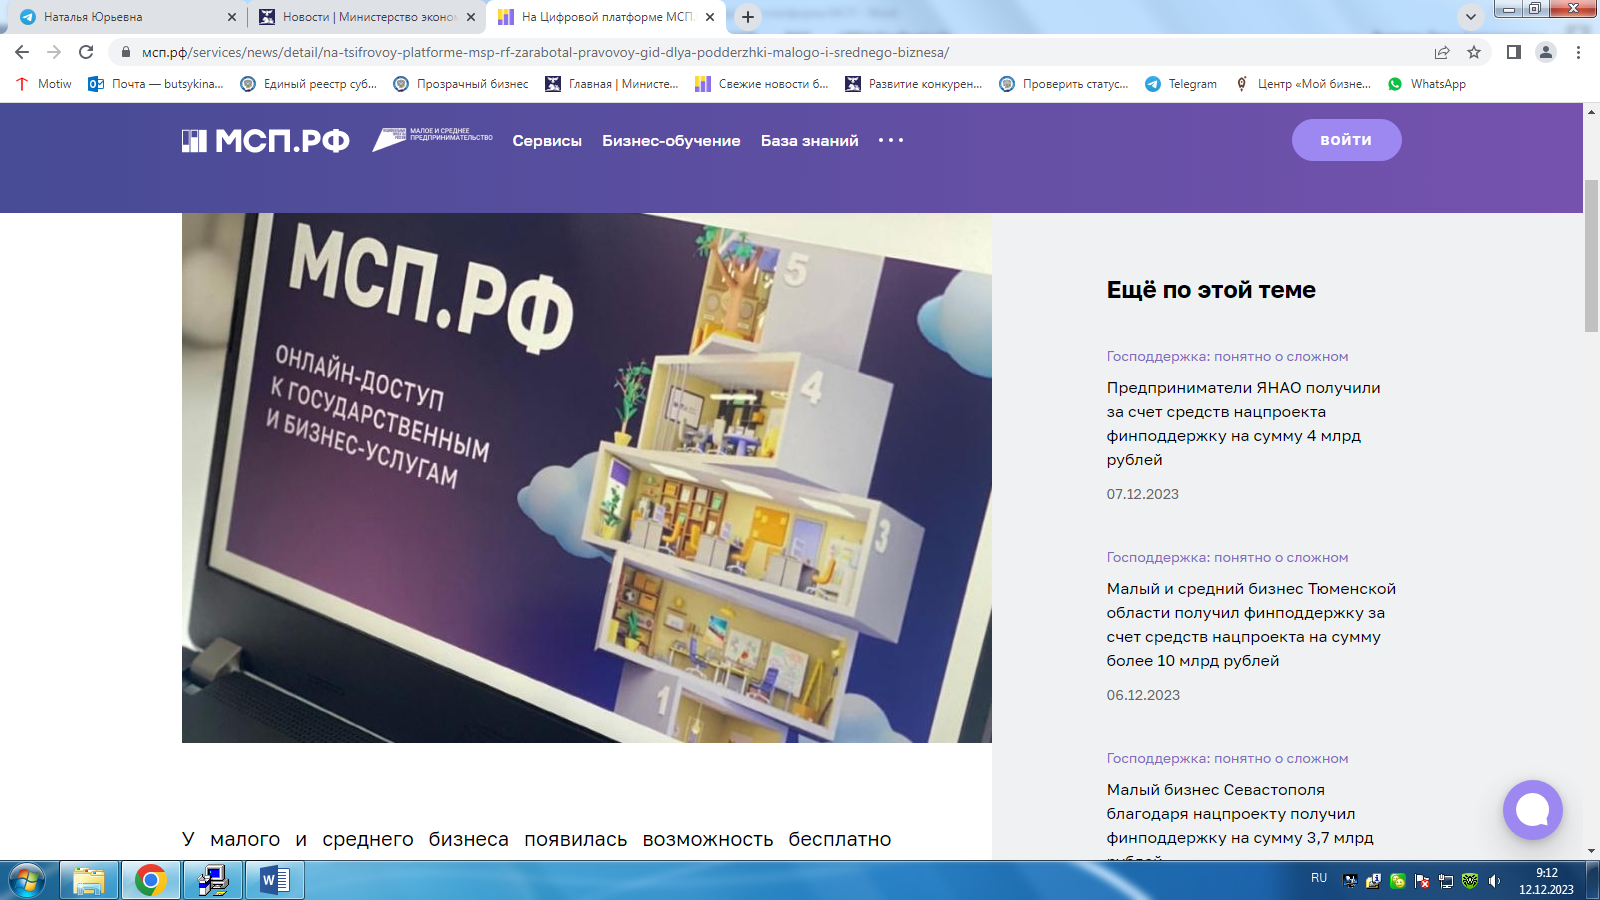 Наталья Юрьевна
Новости | Министерство эконом
На Цифровой платформе МСП.
мсп.рф/services/news/detail/na-tsifrovoy-platforme-msp-rf-zarabotal-pravovoy-gid-dlya-podderzhki-malogo-i-srednego-biznesa/
Motiw
Почта — butsykina...
Единый реестр суб...
Прозрачный бизнес
Главная | Министе...
Свежие новости б...
Развитие конкурен...
Проверить статус...
Telegram
Центр «Мой бизне...
WhatsApp
МСП.РФ
МАЛОЕ И СРЕДНЕЕ
ПРЕДПРИНИМАТЕЛЬСТВО
Сервисы
Бизнес-обучение
База знаний
ВОЙТИ
МСП.РФ
ОНЛАЙН-ДОСТУП
К ГОСУДАРСТВЕННЫМ
И БИЗНЕС-УСЛУГАМ
5
4
3
1
У малого и среднего бизнеса появилась возможность бесплатно
Ещё по этой теме
Господдержка: понятно о сложном
Предприниматели ЯНАО получили
за счет средств нацпроекта
финподдержку на сумму 4 млрд
рублей
07.12.2023
Господдержка: понятно о сложном
Малый и средний бизнес Тюменской
области получил финподдержку за
счет средств нацпроекта на сумму
более 10 млрд рублей
06.12.2023
Господдержка: понятно о сложном
Малый бизнес Севастополя
благодаря нацпроекту получил
финподдержку на сумму 3,7 млрд
рублей
RU
9:12
12.12.2023